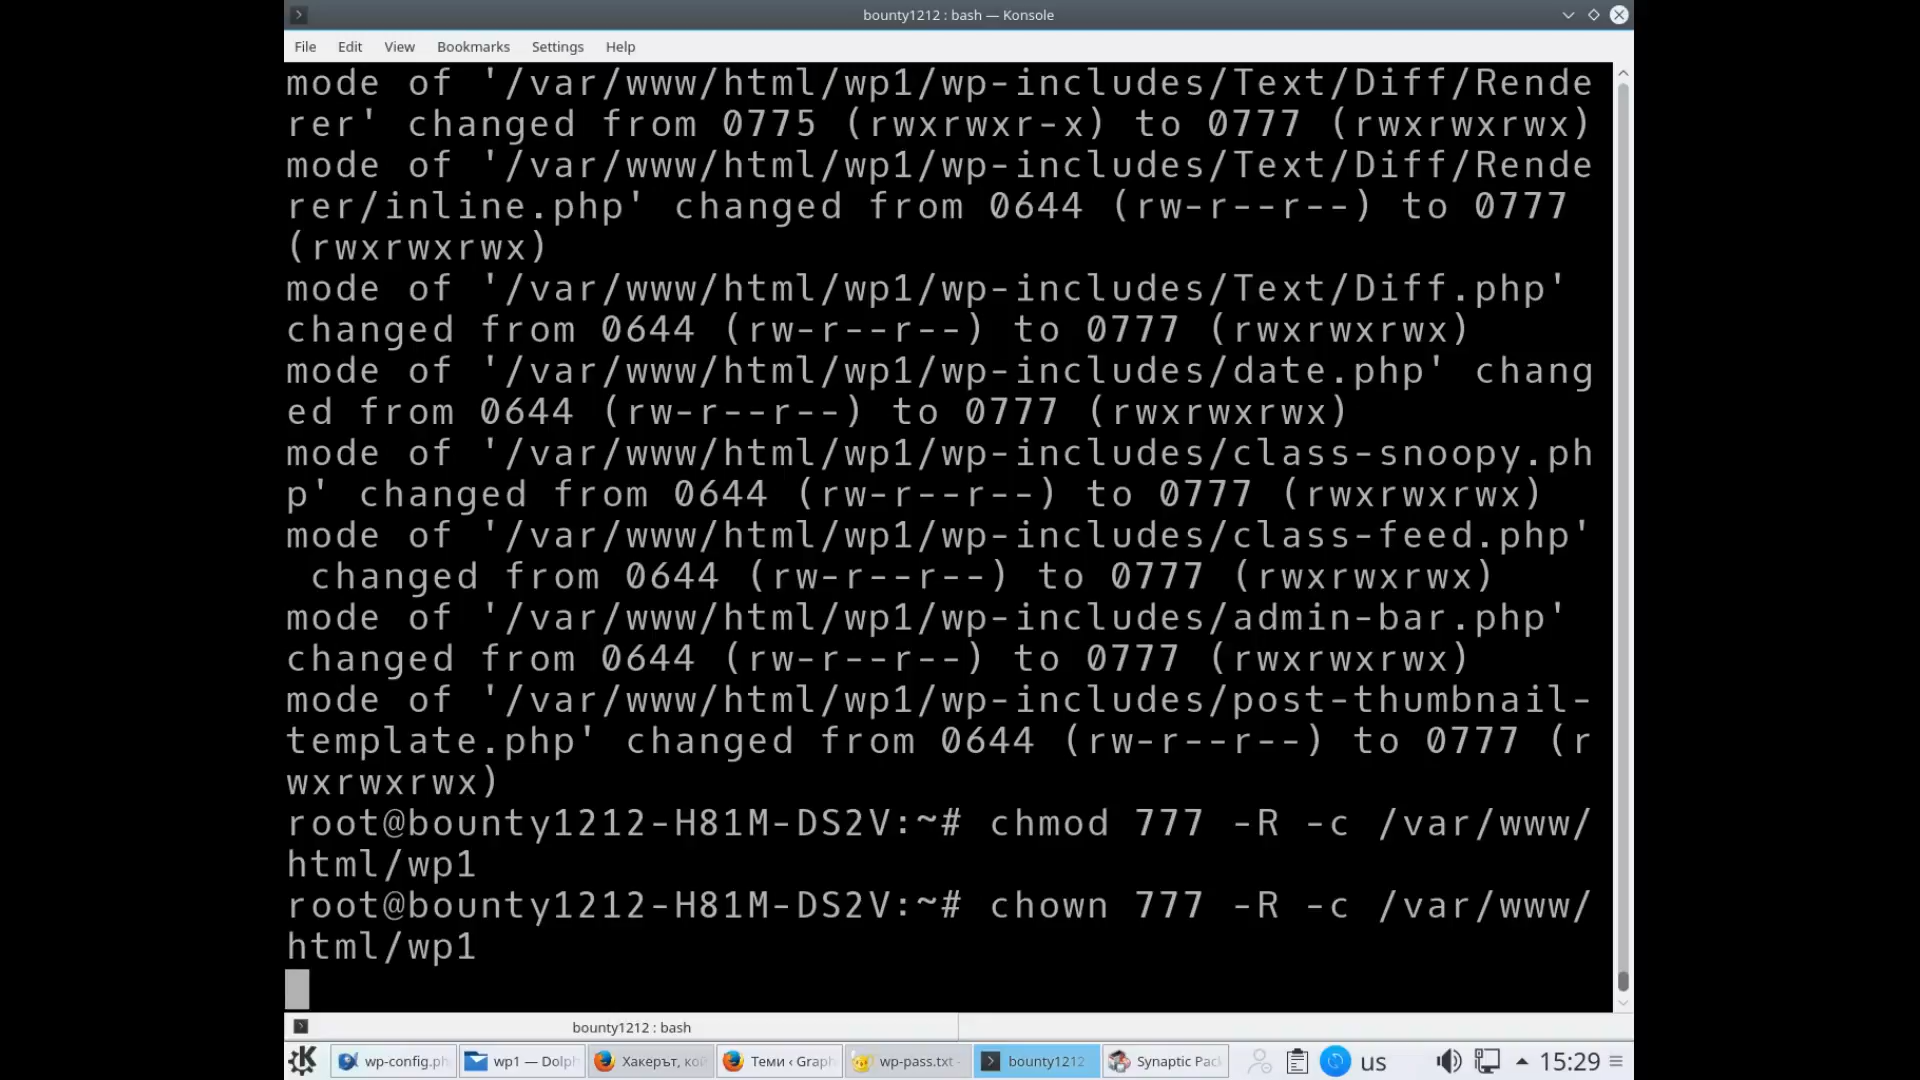 bounty1212 : bash — Konsole
File Edit View Bookmarks Settings Help
mode of '/var/www/html/wp1/wp-includes/Text/Diff/Rende
rer' changed from 0775 (rwxrwxr-x) to 0777 (rwxrwxrwx)
mode of '/var/www/html/wp1/wp-includes/Text/Diff/Rende
rer/inline.php' changed from 0644 (rw-r--r--) to 0777
(rwxrwxrwx)
mode of '/var/www/html/wp1/wp-includes/Text/Diff.php'
changed from 0644 (rw-r--r--) to 0777 (rwxrwxrwx)
mode of '/var/www/html/wp1/wp-includes/date.php' chang
ed from 0644 (rw-r--r--) to 0777 (rwxrwxrwx)
mode of '/var/www/html/wp1/wp-includes/class-snoopy.ph
p' changed from 0644 (rw-r--r--) to 0777 (rwxrwxrwx)
mode of '/var/www/html/wp1/wp-includes/class-feed.php'
 changed from 0644 (rw-r--r--) to 0777 (rwxrwxrwx)
mode of '/var/www/html/wp1/wp-includes/admin-bar.php'
changed from 0644 (rw-r--r--) to 0777 (rwxrwxrwx)
mode of '/var/www/html/wp1/wp-includes/post-thumbnail-
template.php' changed from 0644 (rw-r--r--) to 0777 (r
wxrwxrwx)
root@bounty1212-H81M-DS2V:~# chmod 777 -R -c /var/www/
html/wp1
root@bounty1212-H81M-DS2V:~# chown 777 -R -c /var/www/
html/wp1
bounty1212 : bash
wp-config.ph wp1 — Dolph Хакерът, кой Теми ‹ Graph wp-pass.txt - bounty1212 Synaptic Pac us 15:29